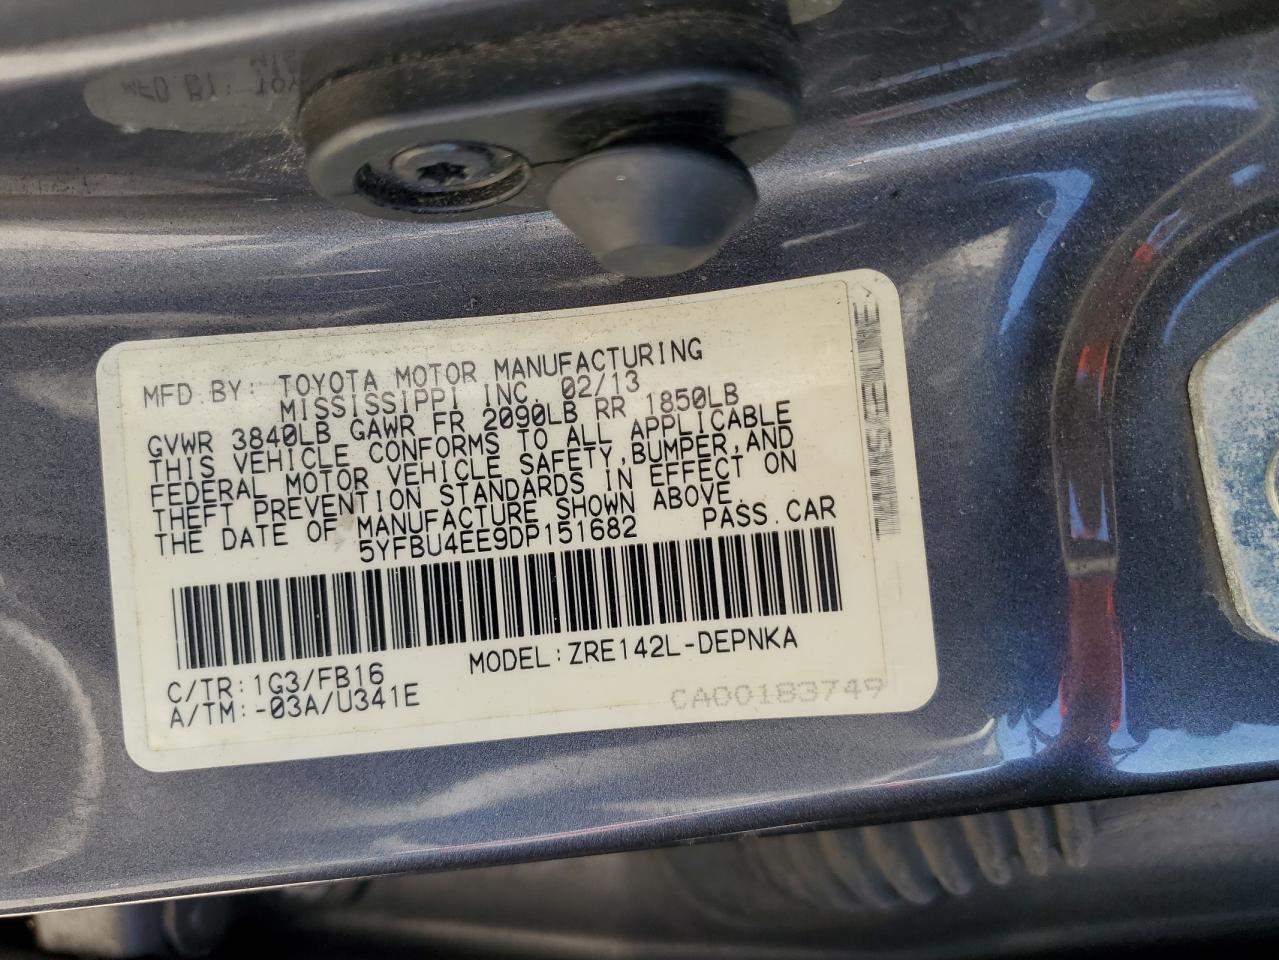 MFD.BY: TOYOTA MOTOR MANUFACTURING
MISSISSIPPI INC. 02/13
GVWR 3840LB GAWR FR 2090LB RR 1850LB
THIS VEHICLE CONFORMS TO ALL APPLICABLE
FEDERAL MOTOR VEHICLE SAFETY,BUMPER,AND
THEFT PREVENTION STANDARDS IN EFFECT ON
THE DATE OF MANUFACTURE SHOWN ABOVE.
5YFBU4EE9DP151682 PASS.CAR
MODEL:ZRE142L-DEPNKA
C/TR:1G3/FB16
A/TM:-03A/U341E
CA00183749